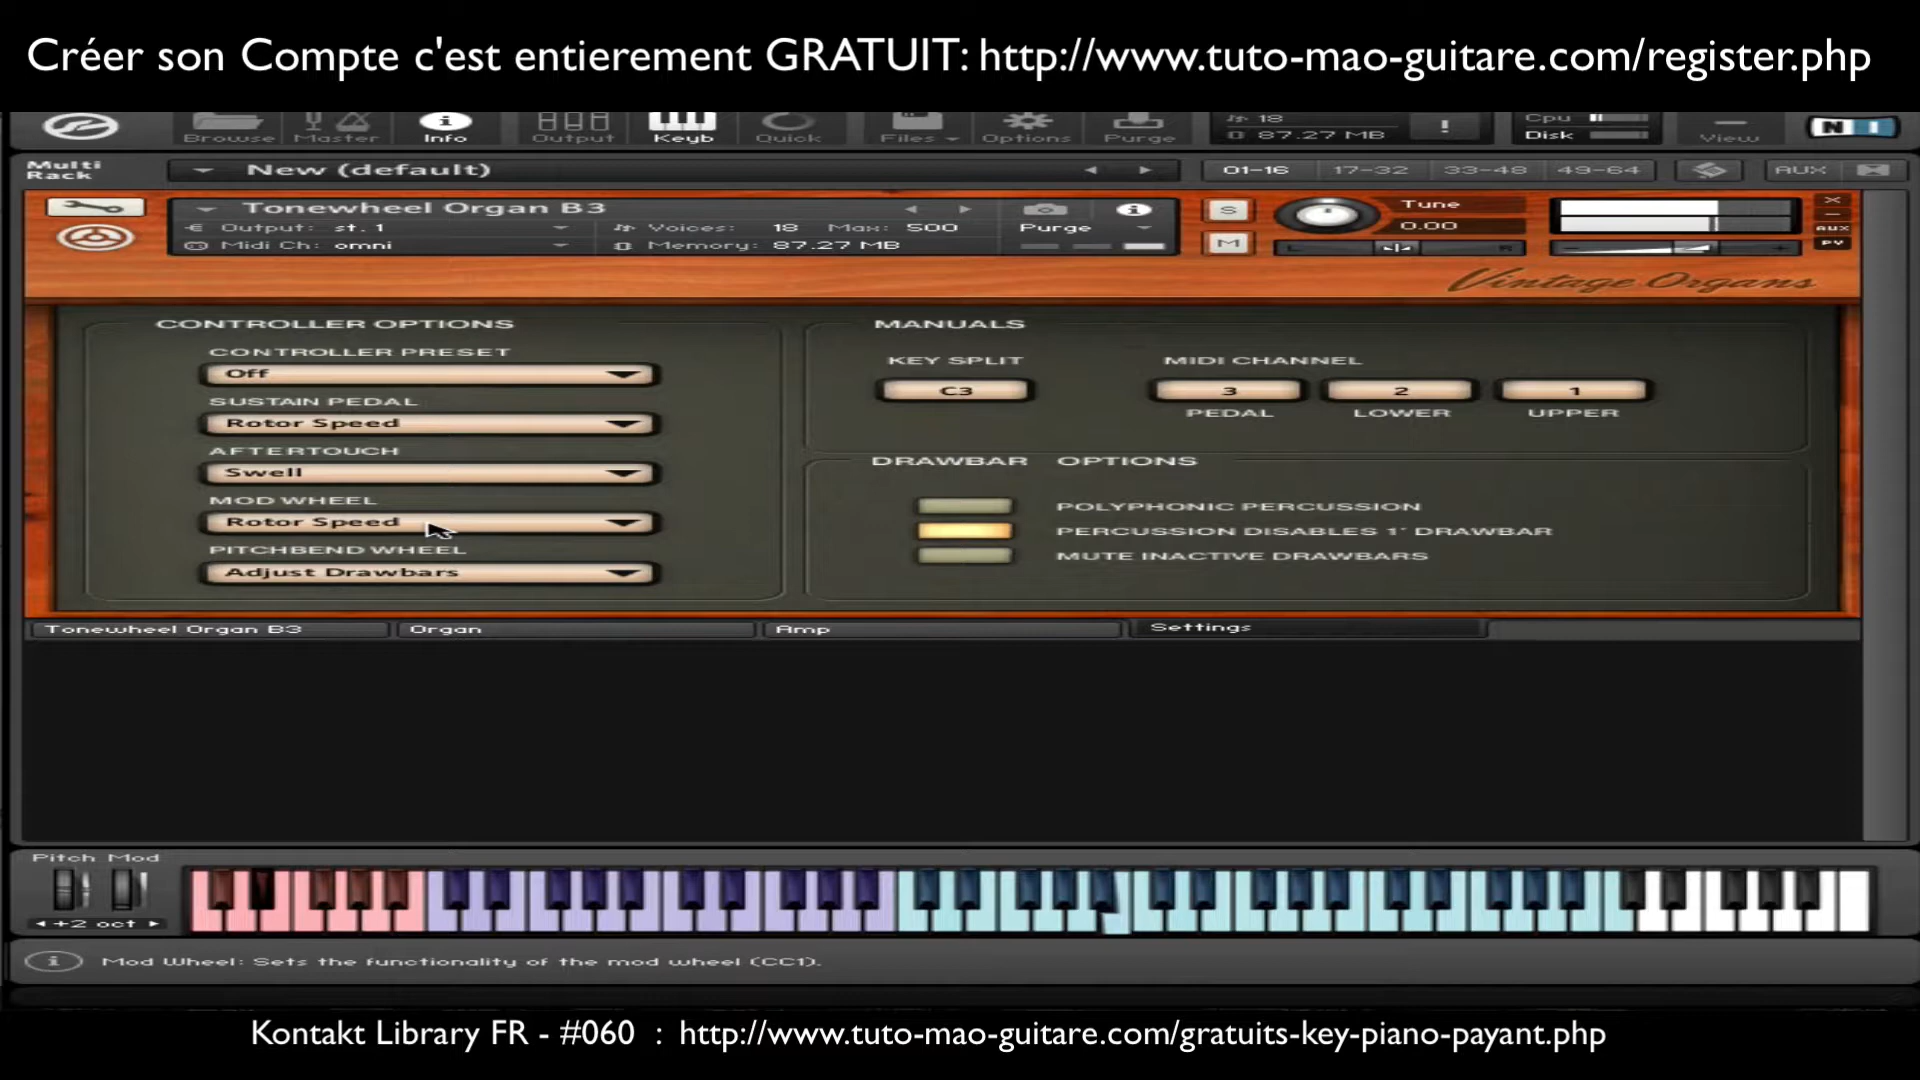 Créer son Compte c'est entierement GRATUIT: http://www.tuto-mao-guitare.com/register.php
Browse Master Info Output Keyb Quick Files Options Purge 18 87.27 MB ! Cpu Disk View N I
Multi Rack New (default) 01-16 17-32 33-48 49-64 AUX
Tonewheel Organ B3 S Tune
Output: st. 1 Voices: 18 Max: 500 Purge 0.00
Midi Ch: omni Memory: 87.27 MB M L R AUX PV
Vintage Organs
CONTROLLER OPTIONS
CONTROLLER PRESET
Off
SUSTAIN PEDAL
Rotor Speed
AFTERTOUCH
Swell
MOD WHEEL
Rotor Speed
PITCHBEND WHEEL
Adjust Drawbars
MANUALS
KEY SPLIT MIDI CHANNEL
C3 3 2 1
PEDAL LOWER UPPER
DRAWBAR OPTIONS
POLYPHONIC PERCUSSION
PERCUSSION DISABLES 1' DRAWBAR
MUTE INACTIVE DRAWBARS
Tonewheel Organ B3 Organ Amp Settings
Pitch Mod
+2 oct
Mod Wheel: Sets the functionality of the mod wheel (CC1).
Kontakt Library FR - #060 : http://www.tuto-mao-guitare.com/gratuits-key-piano-payant.php